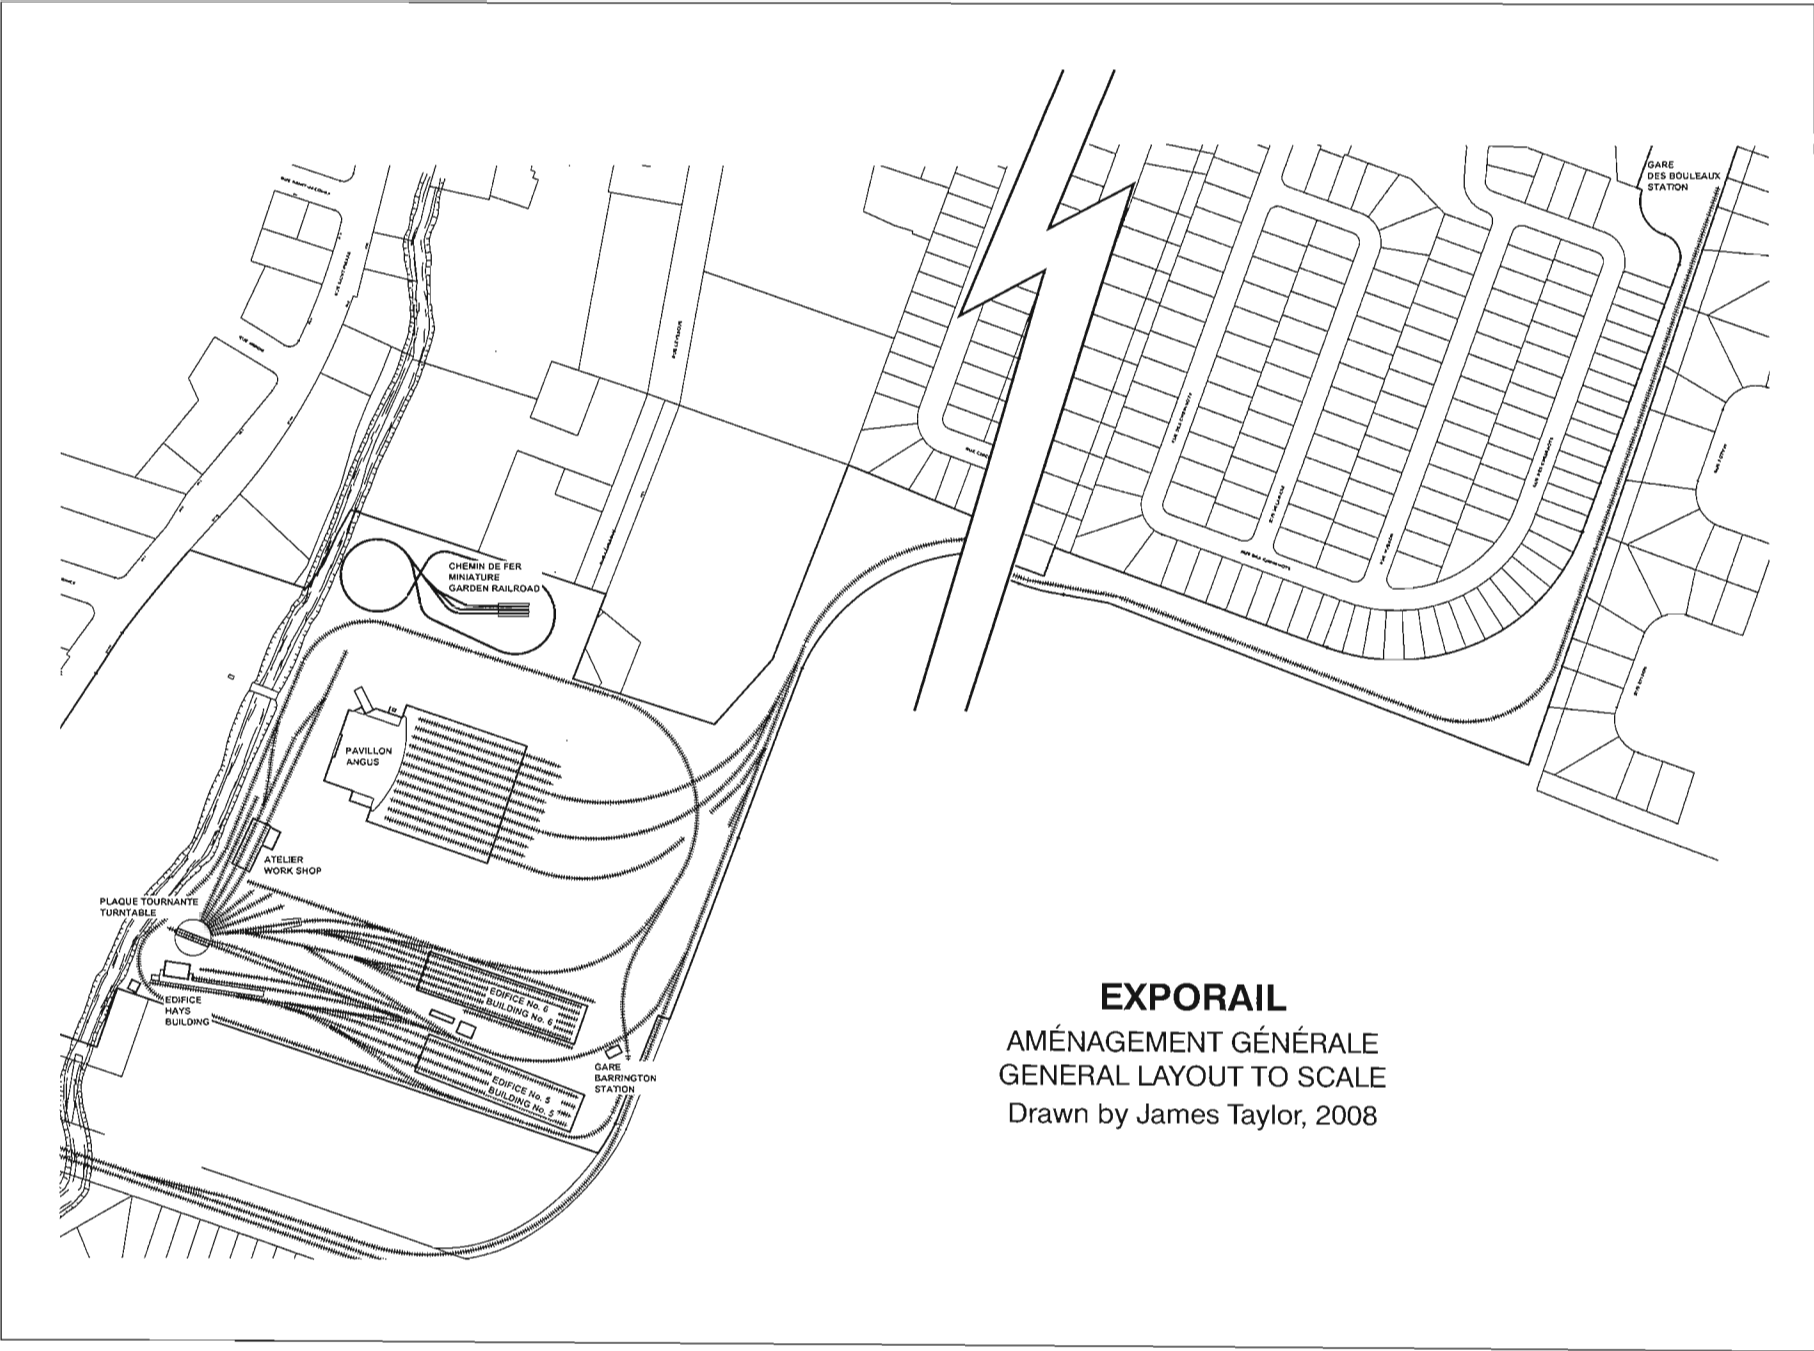 GARE
DES BOULEAUX
STATION
CHEMIN DE FER
MINIATURE
GARDEN RAILROAD
PAVILLON
ANGUS
ATELIER
WORK SHOP
PLAQUE TOURNANTE
TURNTABLE
EDIFICE
HAYS
BUILDING
EDIFICE No. 6
BUILDING No. 6
EDIFICE No. 5
BUILDING No. 5
GARE
BARRINGTON
STATION
EXPORAIL
AMÉNAGEMENT GÉNÉRALE
GENERAL LAYOUT TO SCALE
Drawn by James Taylor, 2008